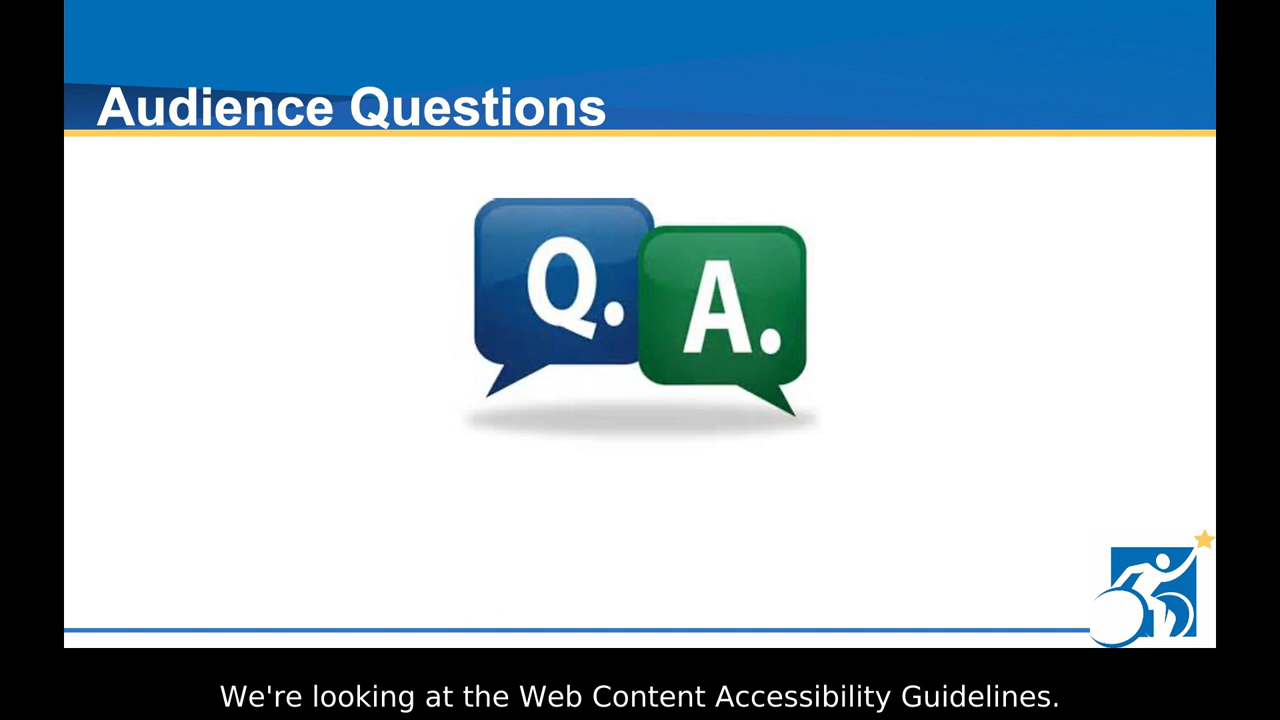 Audience Questions
Q. A.
We're looking at the Web Content Accessibility Guidelines.